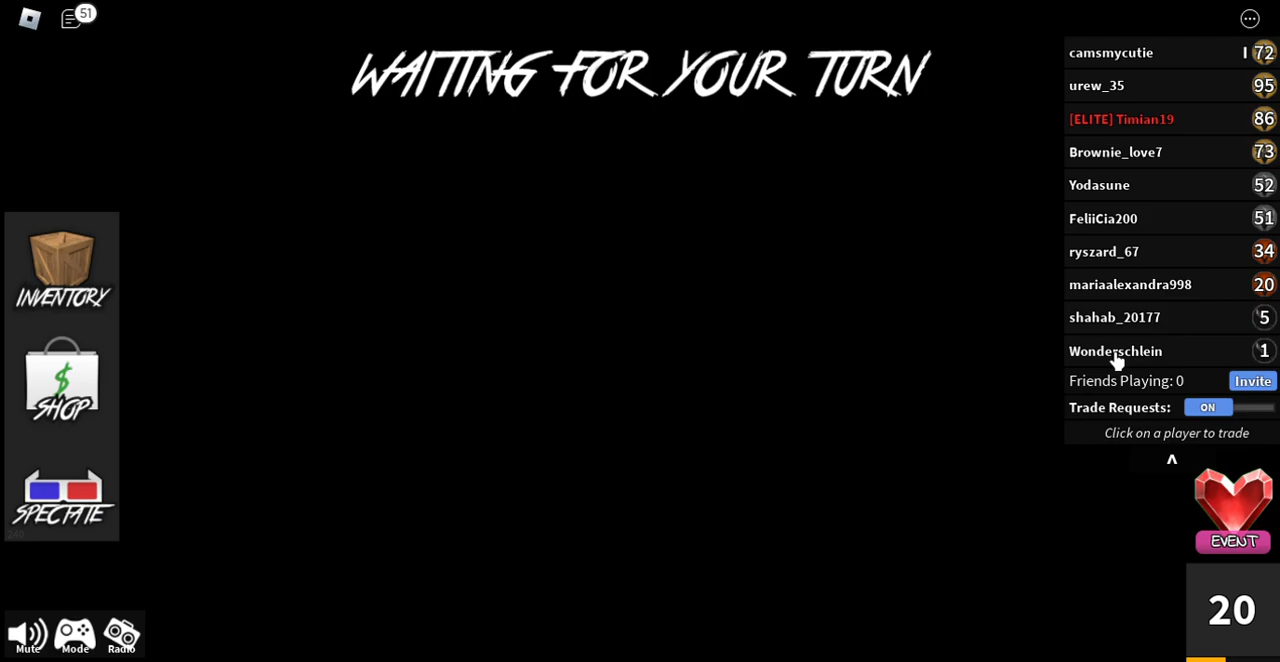 51
WAITING FOR YOUR TURN
camsmycutie I 72
urew_35 95
[ELITE] Timian19 86
Brownie_love7 73
Yodasune 52
FeliiCia200 51
ryszard_67 34
mariaalexandra998 20
shahab_20177 5
Wonderschlein 1
Friends Playing: 0 Invite
Trade Requests: ON
Click on a player to trade
^
INVENTORY
$
SHOP
SPECTATE
240
EVENT
20
Mute Mode Radio